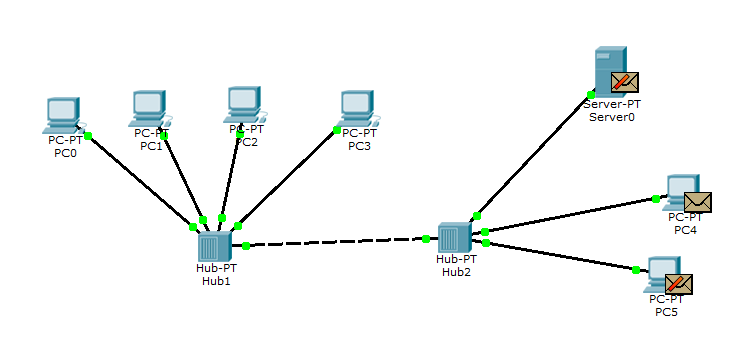 PC-PT
PC0
PC-PT
PC1
PC-PT
PC2
PC-PT
PC3
Server-PT
Server0
PC-PT
PC4
Hub-PT
Hub1
Hub-PT
Hub2
PC-PT
PC5